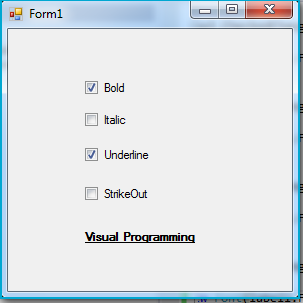 Form1
Bold
Italic
Underline
StrikeOut
Visual Programming